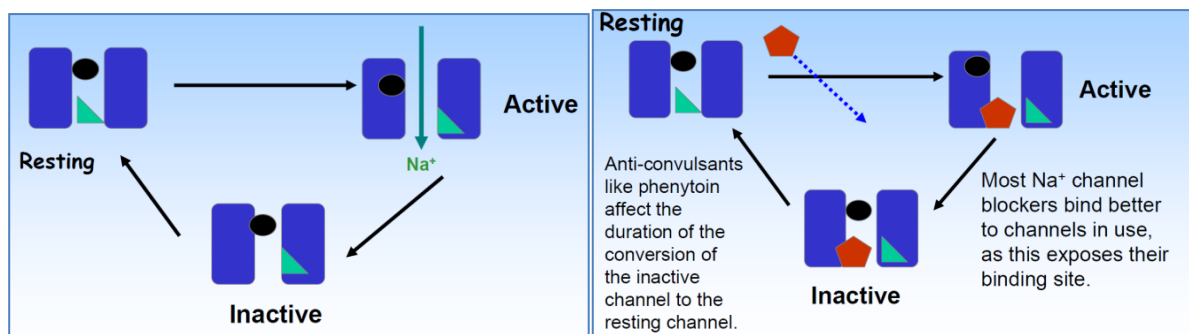 Active
Na⁺
Resting
Inactive
Resting
Active
Anti-convulsants
like phenytoin
affect the
duration of the
conversion of
the inactive
channel to the
resting channel.
Most Na⁺ channel
blockers bind better
to channels in use,
as this exposes their
binding site.
Inactive